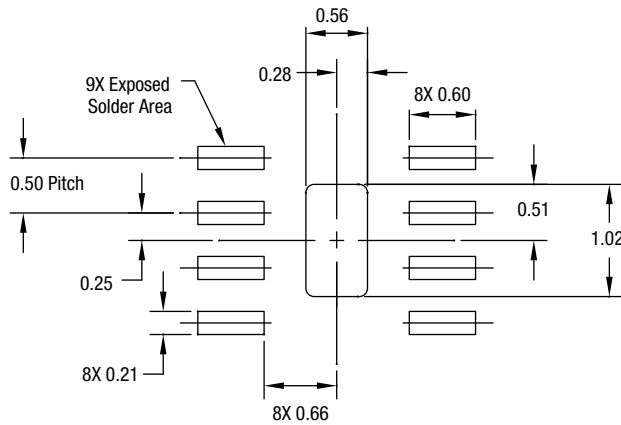 0.56
0.28
9X Exposed
Solder Area
8X 0.60
0.50 Pitch
0.51
1.02
0.25
8X 0.21
8X 0.66